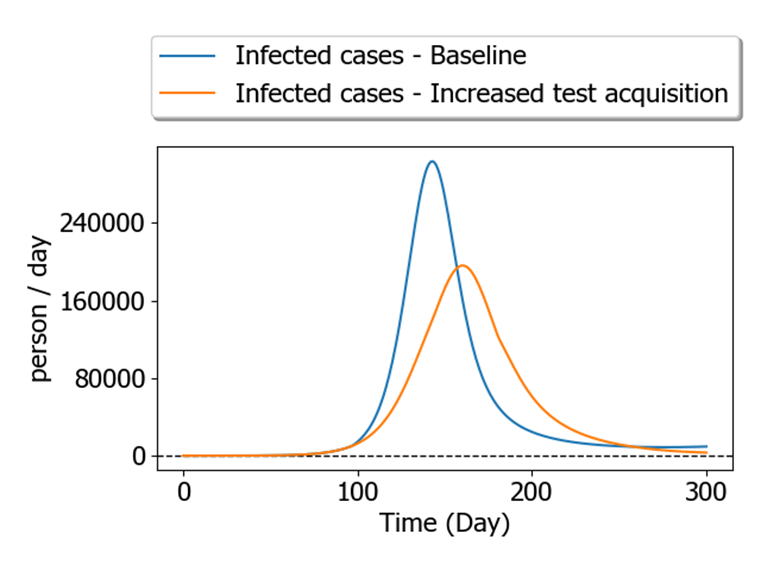 Infected cases - Baseline
Infected cases - Increased test acquisition
person / day
240000
160000
80000
0
0 100 200 300
Time (Day)